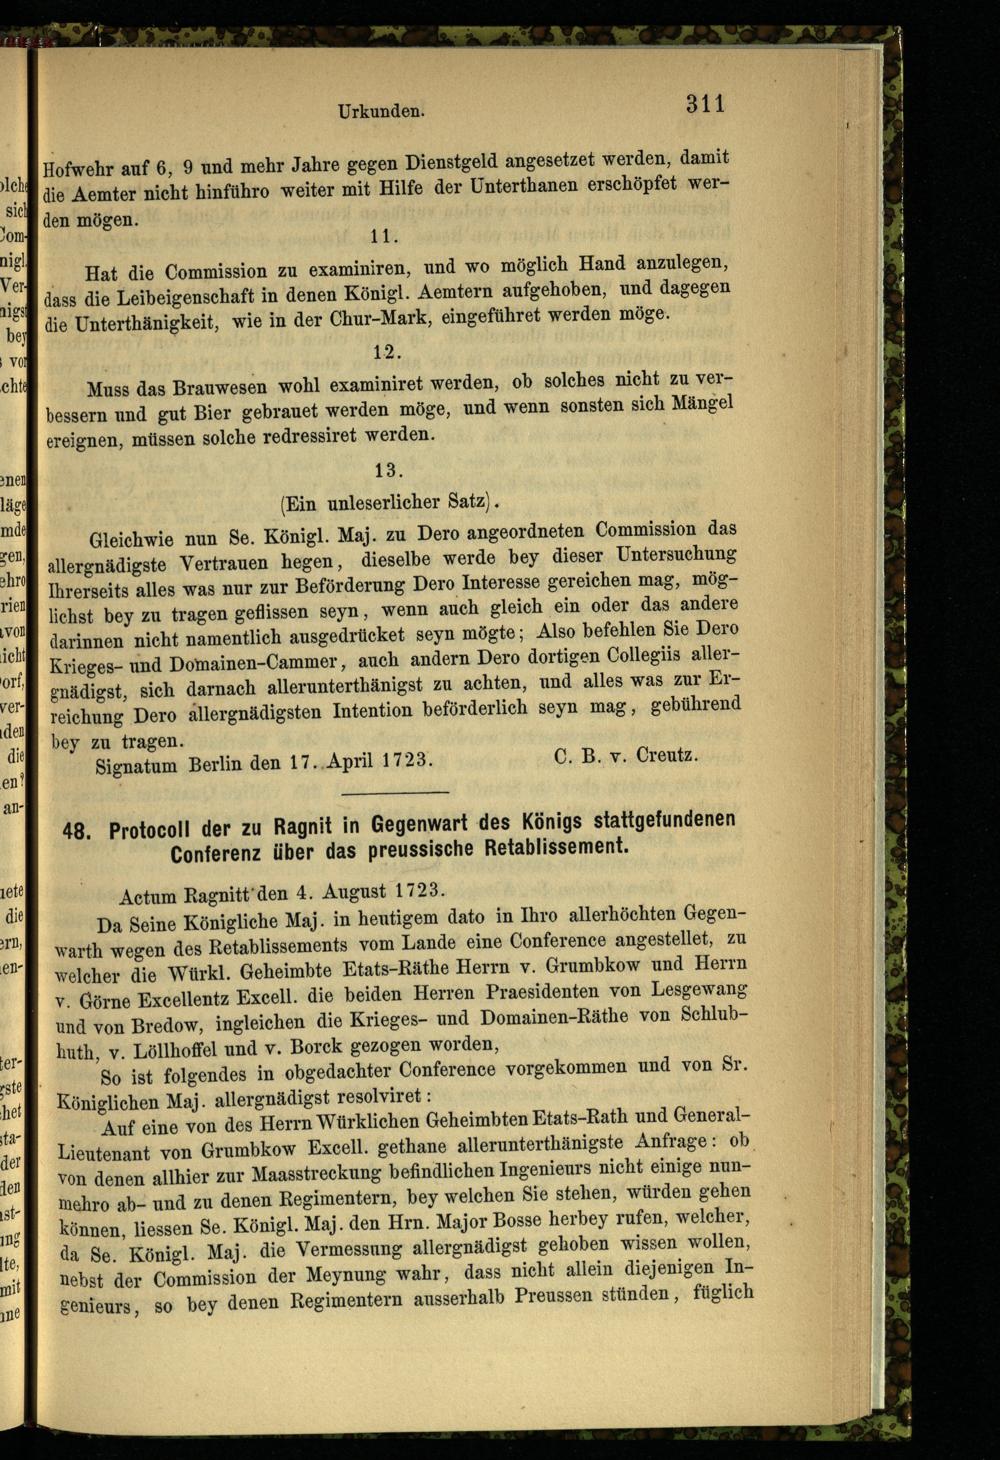 Urkunden. 311
Hofwehr auf 6, 9 und mehr Jahre gegen Dienstgeld angesetzet werden, damit
die Aemter nicht hinführo weiter mit Hilfe der Unterthanen erschöpfet wer-
den mögen.
11.
Hat die Commission zu examiniren, und wo möglich Hand anzulegen,
dass die Leibeigenschaft in denen Königl. Aemtern aufgehoben, und dagegen
die Unterthänigkeit, wie in der Chur-Mark, eingeführet werden möge.
12.
Muss das Brauwesen wohl examiniret werden, ob solches nicht zu ver-
bessern und gut Bier gebrauet werden möge, und wenn sonsten sich Mängel
ereignen, müssen solche redressiret werden.
13.
(Ein unleserlicher Satz).
Gleichwie nun Se. Königl. Maj. zu Dero angeordneten Commission das
allergnädigste Vertrauen hegen, dieselbe werde bey dieser Untersuchung
Ihrerseits alles was nur zur Beförderung Dero Interesse gereichen mag, mög-
lichst bey zu tragen geflissen seyn, wenn auch gleich ein oder das andere
darinnen nicht namentlich ausgedrücket seyn mögte; Also befehlen Sie Dero
Krieges- und Domainen-Cammer, auch andern Dero dortigen Collegiis aller-
gnädigst, sich darnach allerunterthänigst zu achten, und alles was zur Er-
reichung Dero allergnädigsten Intention beförderlich seyn mag, gebührend
bey zu tragen.
Signatum Berlin den 17. April 1723. C. B. v. Creutz.
48. Protocoll der zu Ragnit in Gegenwart des Königs stattgefundenen
Conferenz über das preussische Retablissement.
Actum Ragnitt den 4. August 1723.
Da Seine Königliche Maj. in heutigem dato in Ihro allerhöchten Gegen-
warth wegen des Retablissements vom Lande eine Conference angestellet, zu
welcher die Würkl. Geheimbte Etats-Räthe Herrn v. Grumbkow und Herrn
v. Görne Excellentz Excell. die beiden Herren Praesidenten von Lesgewang
und von Bredow, ingleichen die Krieges- und Domainen-Räthe von Schlub-
huth, v. Löllhoffel und v. Borck gezogen worden,
So ist folgendes in obgedachter Conference vorgekommen und von Sr.
Königlichen Maj. allergnädigst resolviret:
Auf eine von des Herrn Würklichen Geheimbten Etats-Rath und General-
Lieutenant von Grumbkow Excell. gethane allerunterthänigste Anfrage: ob
von denen allhier zur Maasstreckung befindlichen Ingenieurs nicht einige nun-
mehro ab- und zu denen Regimentern, bey welchen Sie stehen, würden gehen
können, liessen Se. Königl. Maj. den Hrn. Major Bosse herbey rufen, welcher,
da Se. Königl. Maj. die Vermessung allergnädigst gehoben wissen wollen,
nebst der Commission der Meynung wahr, dass nicht allein diejenigen In-
genieurs, so bey denen Regimentern ausserhalb Preussen stünden, füglich